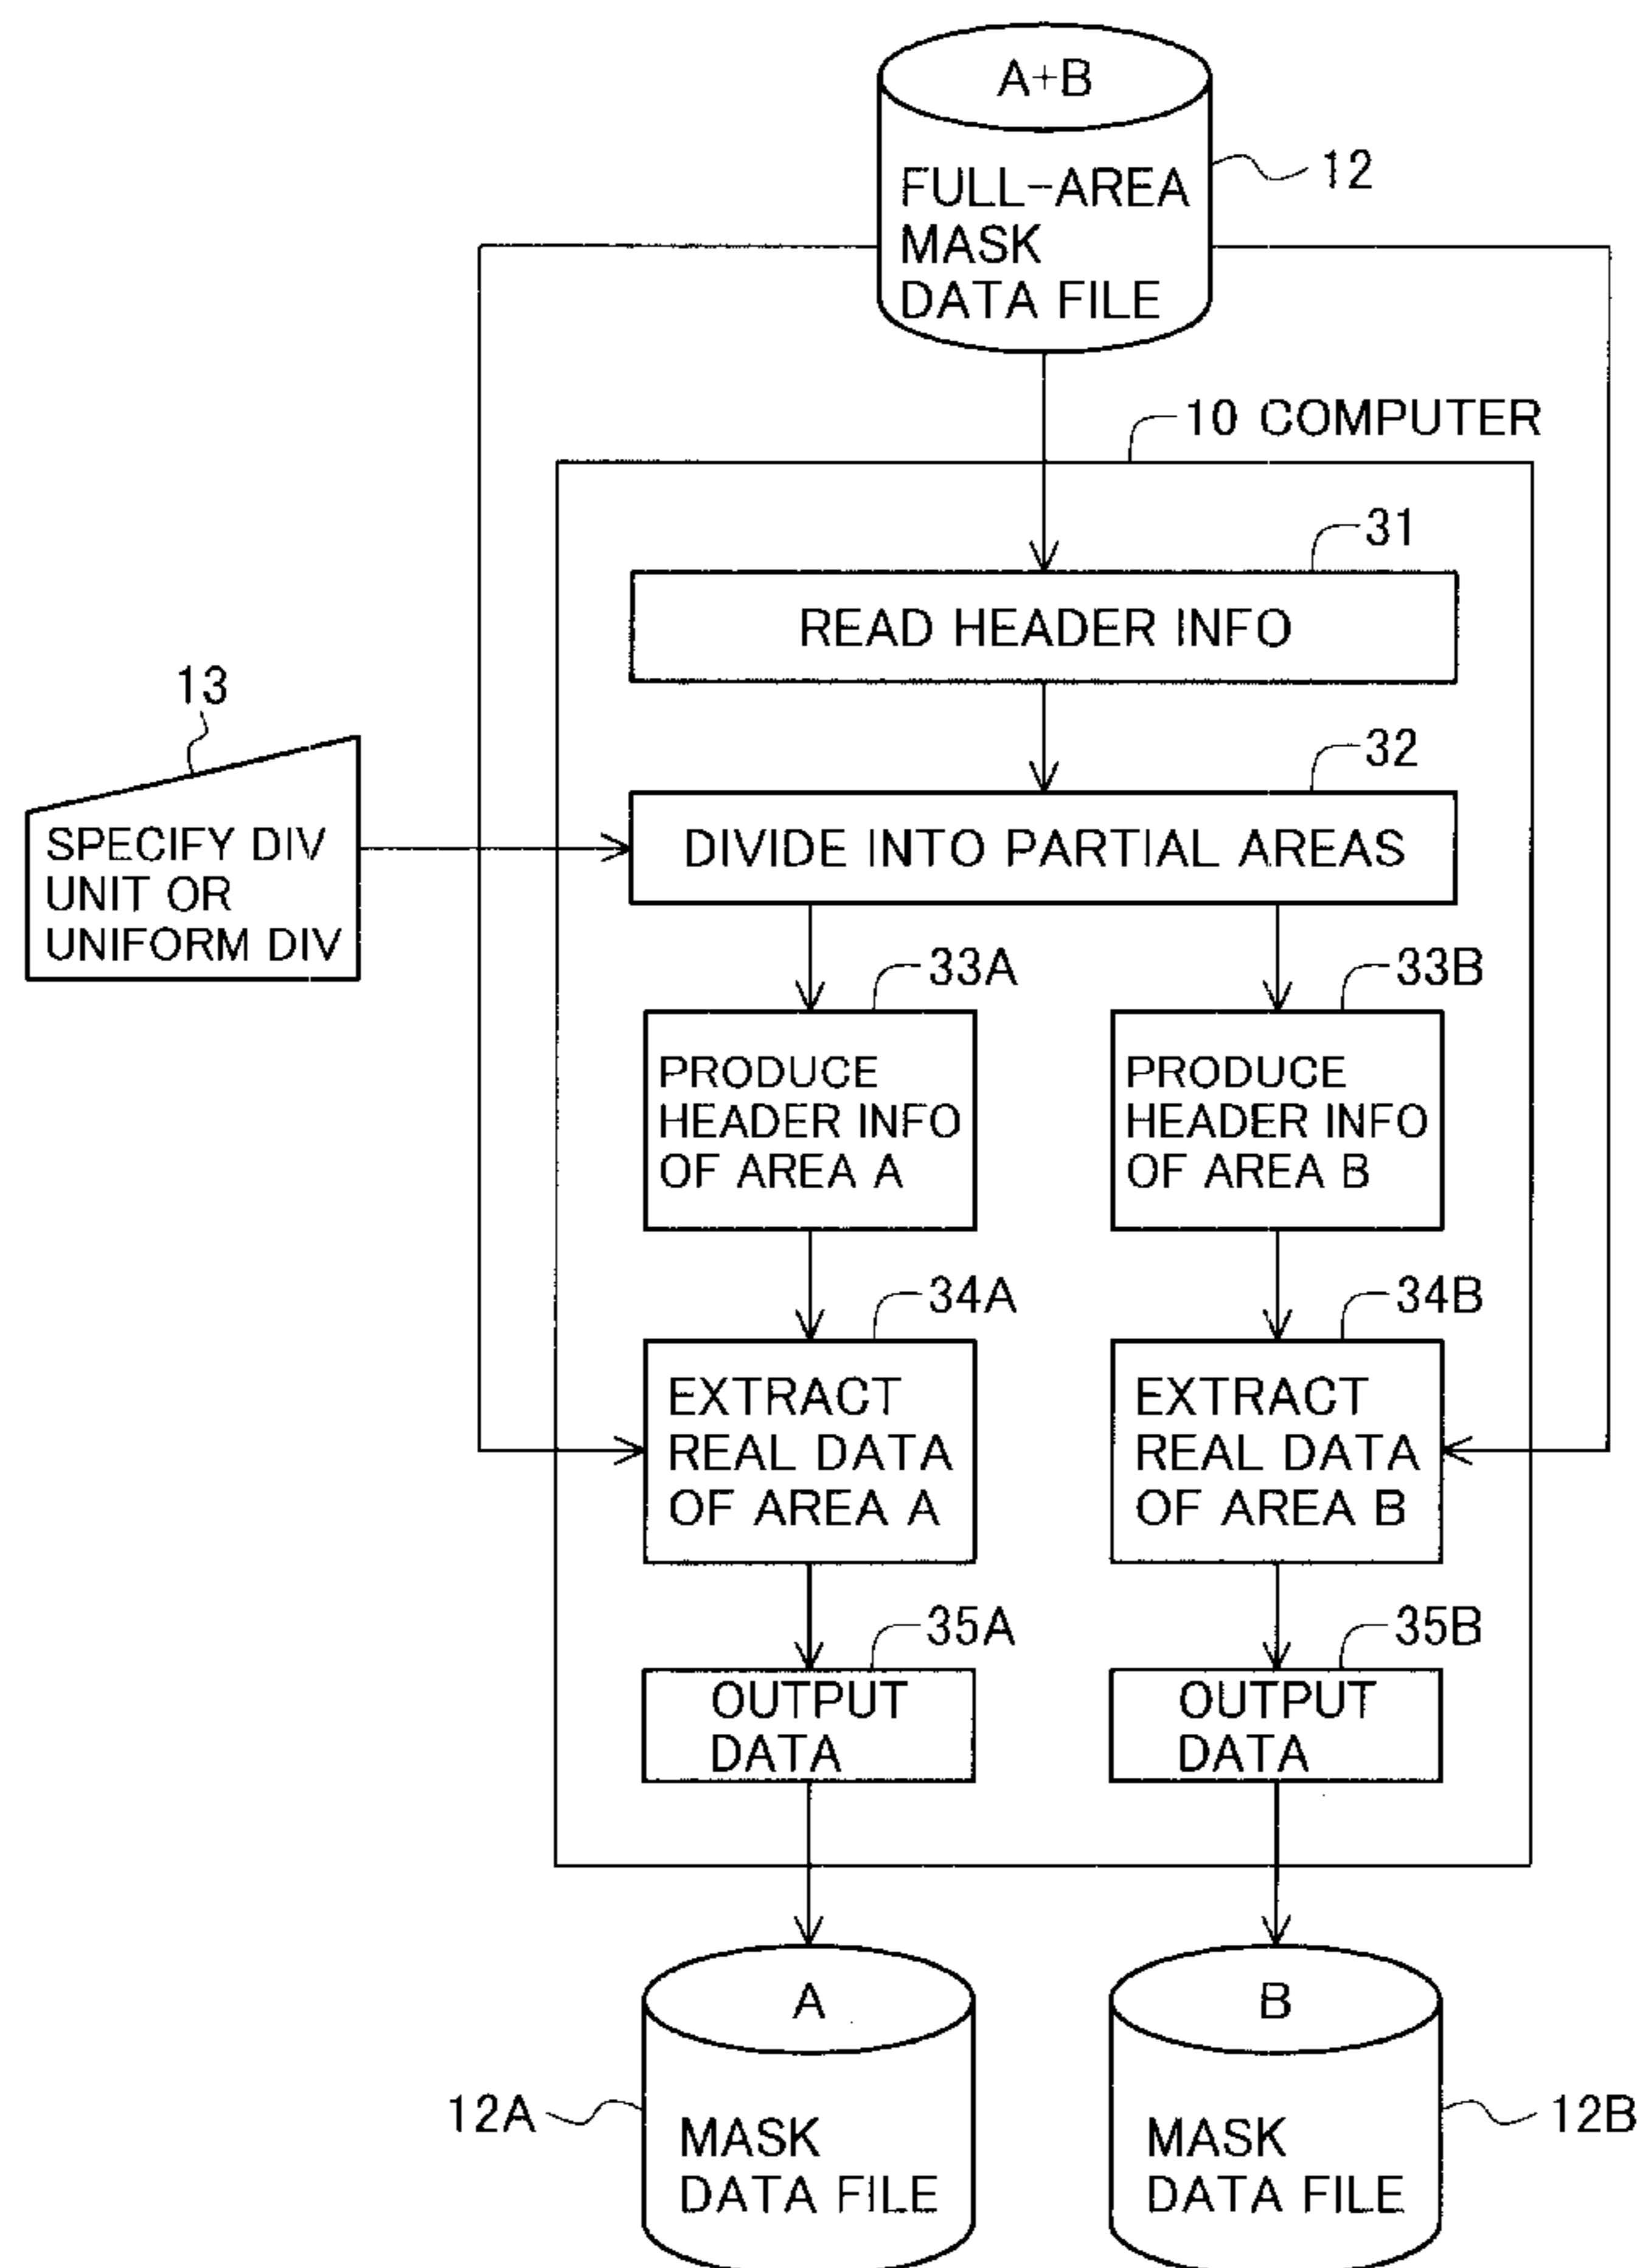 A+B
FULL-AREA
MASK
DATA FILE
12
10 COMPUTER
31
READ HEADER INFO
13
32
SPECIFY DIV
UNIT OR
UNIFORM DIV
DIVIDE INTO PARTIAL AREAS
33A
33B
PRODUCE
HEADER INFO
OF AREA A
PRODUCE
HEADER INFO
OF AREA B
34A
34B
EXTRACT
REAL DATA
OF AREA A
EXTRACT
REAL DATA
OF AREA B
35A
35B
OUTPUT
DATA
OUTPUT
DATA
A
B
12A
MASK
DATA FILE
MASK
DATA FILE
12B